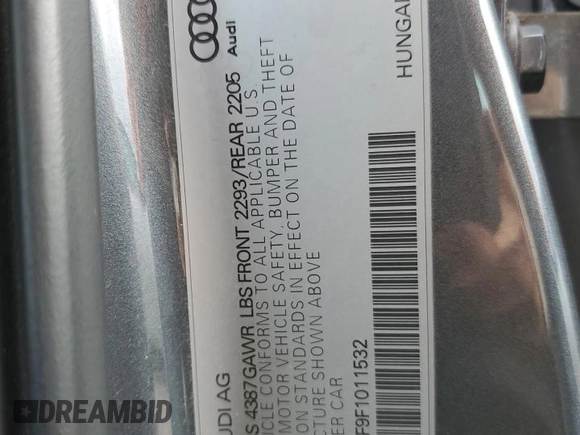 Audi
UDI AG
S 4387GAWR LBS FRONT 2293/REAR 2205
ICLE CONFORMS TO ALL APPLICABLE U.S.
MOTOR VEHICLE SAFETY, BUMPER AND THEFT
ON STANDARDS IN EFFECT ON THE DATE OF
CTURE SHOWN ABOVE
ER CAR
F9F1011532
HUNGA
DREAMBID